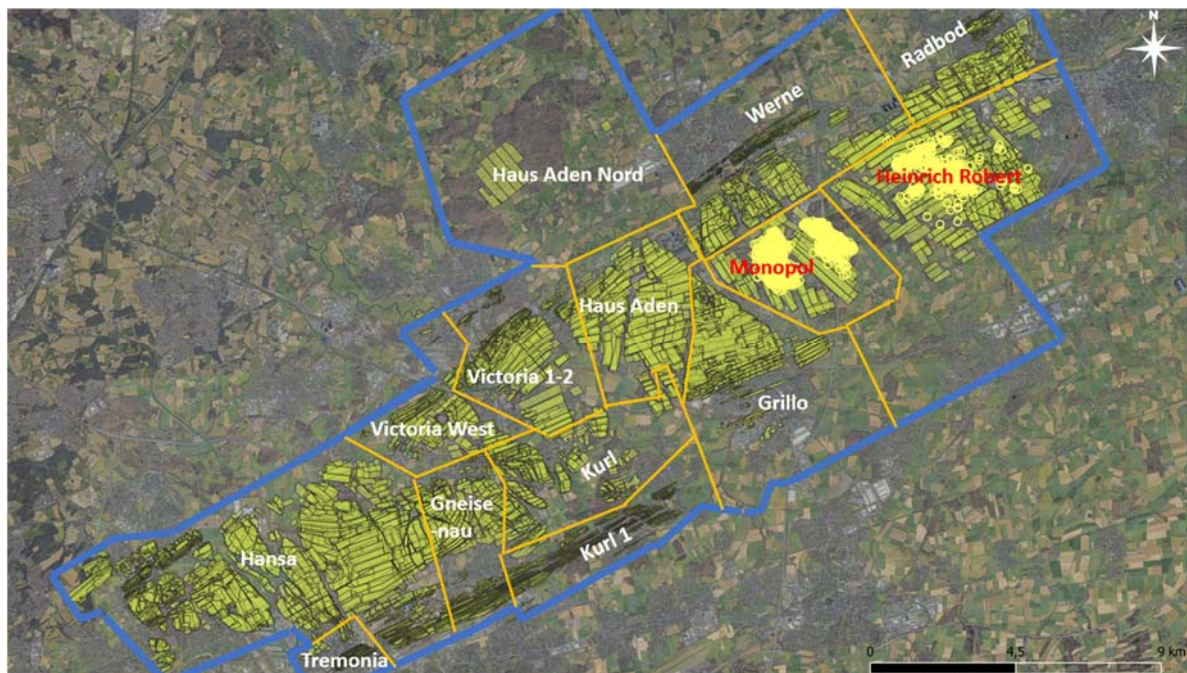 N
Radbod
Werne
Haus Aden Nord
Heinrich Robert
Monopol
Haus Aden
Victoria 1-2
Grillo
Victoria West
Kurl
Gneise
nau
Kurl 1
Hansa
Tremonia
0
4,5
9 km